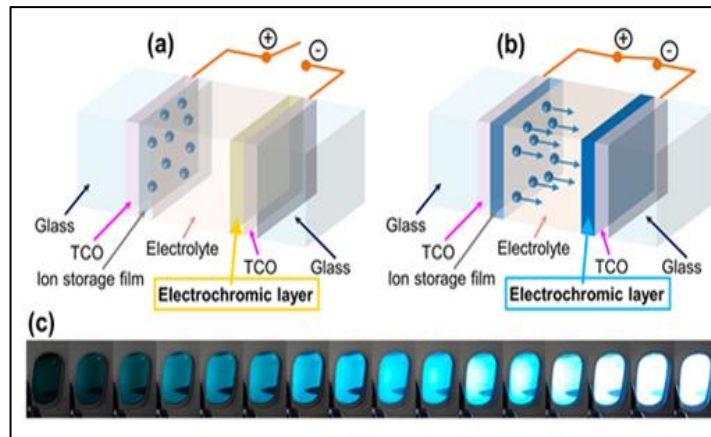 (a)
+
-
Glass
TCO
Ion storage film
Electrolyte
TCO
Glass
Electrochromic layer
(b)
+
-
Glass
TCO
Ion storage film
Electrolyte
TCO
Glass
Electrochromic layer
(c)